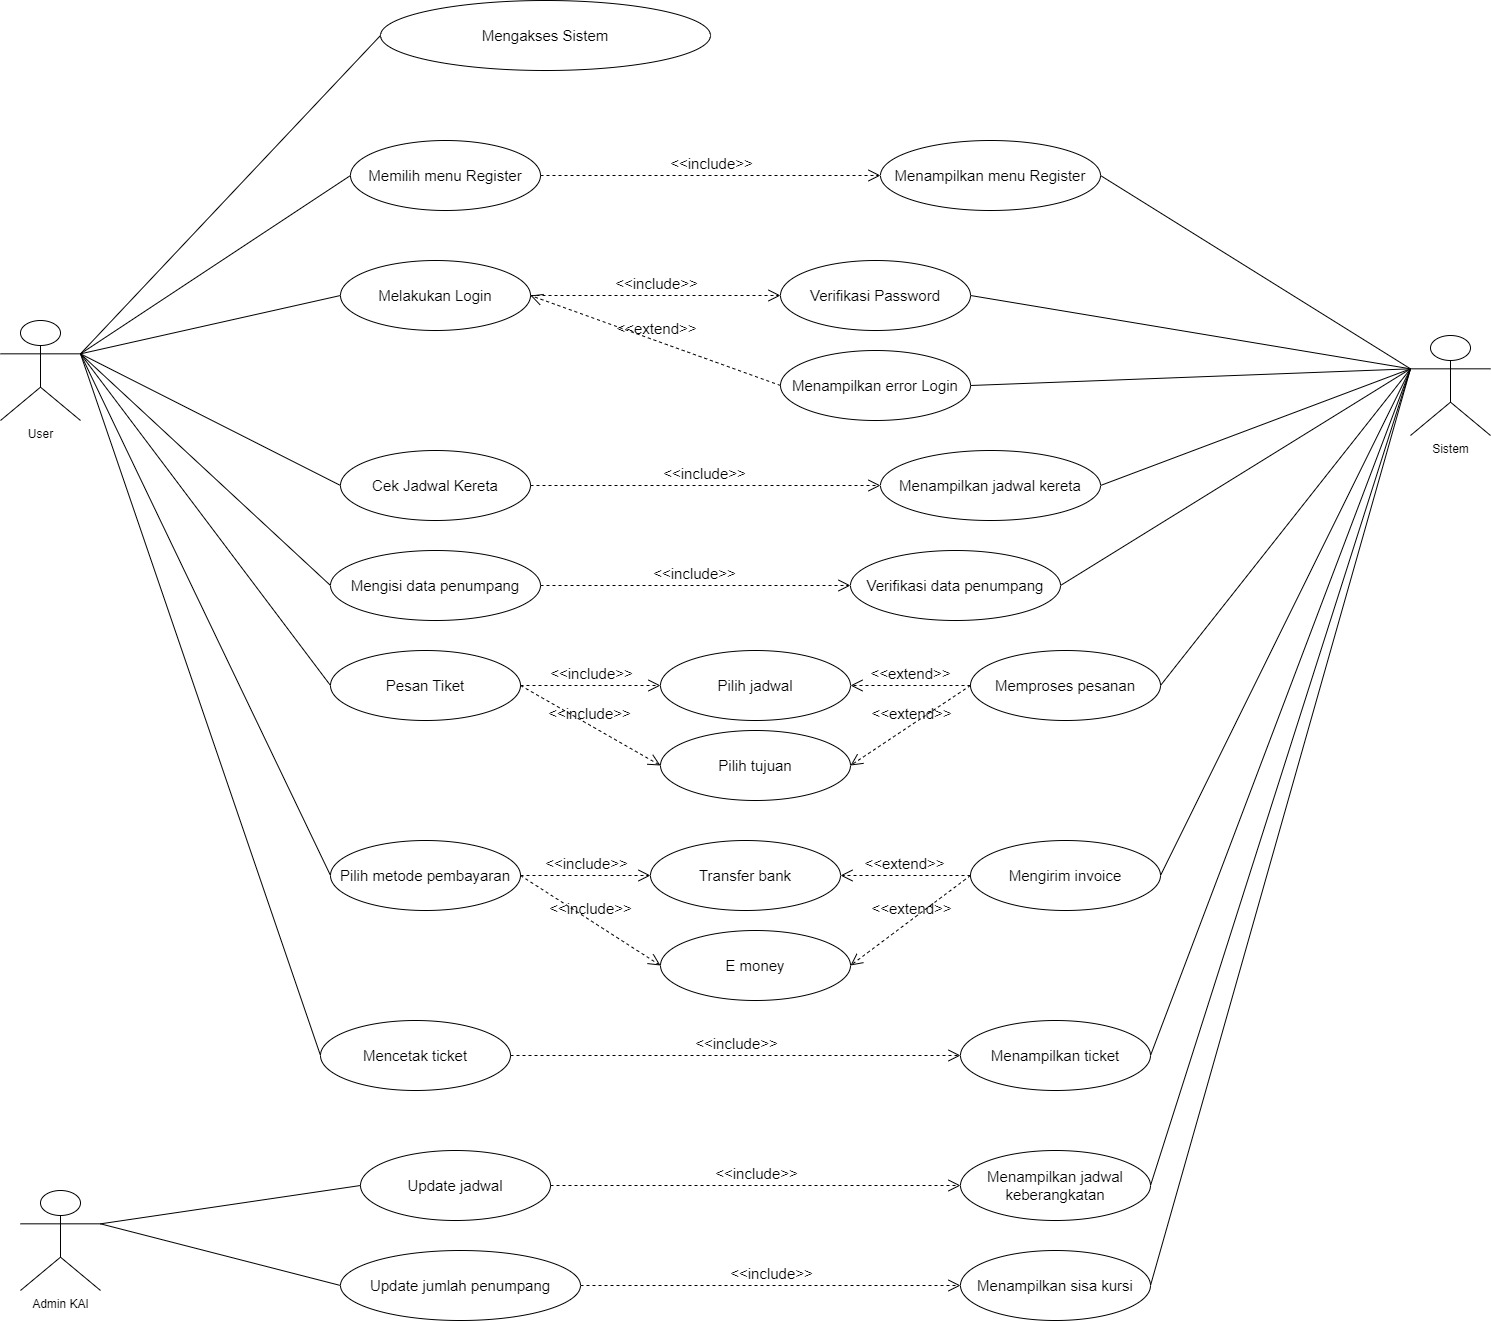 Mengakses Sistem
<<include>>
Memilih menu Register
Menampilkan menu Register
<<include>>
Melakukan Login
Verifikasi Password
<<extend>>
Menampilkan error Login
User
Sistem
<<include>>
Cek Jadwal Kereta
Menampilkan jadwal kereta
<<include>>
Mengisi data penumpang
Verifikasi data penumpang
<<include>>
<<extend>>
Pesan Tiket
Pilih jadwal
Memproses pesanan
<<include>>
<<extend>>
Pilih tujuan
<<include>>
<<extend>>
Pilih metode pembayaran
Transfer bank
Mengirim invoice
<<include>>
<<extend>>
E money
<<include>>
Mencetak ticket
Menampilkan ticket
<<include>>
Update jadwal
Menampilkan jadwal
keberangkatan
<<include>>
Update jumlah penumpang
Menampilkan sisa kursi
Admin KAI